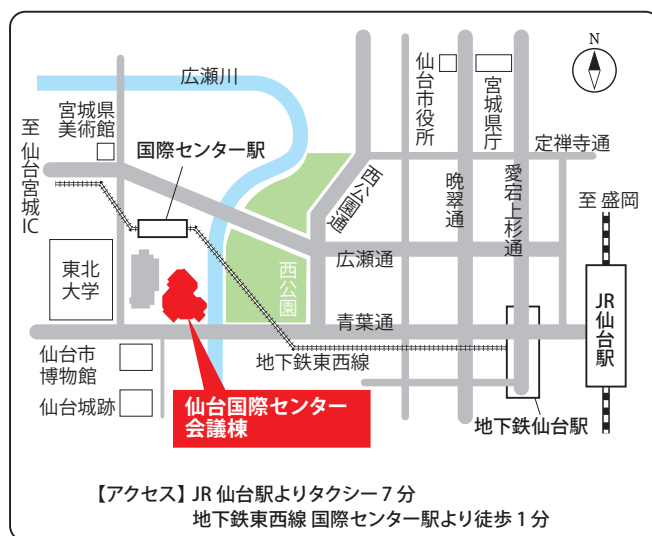 N
広瀬川
仙台市役所
宮城県庁
宮城県
美術館
至 仙台宮城IC
国際センター駅
定禅寺通
西公園通
晩翠通
愛宕上杉通
至 盛岡
東北
大学
西公園
広瀬通
JR仙台駅
青葉通
仙台市
博物館
地下鉄東西線
仙台城跡
仙台国際センター
会議棟
地下鉄仙台駅
【アクセス】JR 仙台駅よりタクシー 7 分
地下鉄東西線 国際センター駅より徒歩 1 分